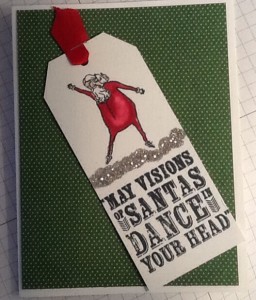 "MAY VISIONS
OF SANTAS
DANCE IN
YOUR HEAD"